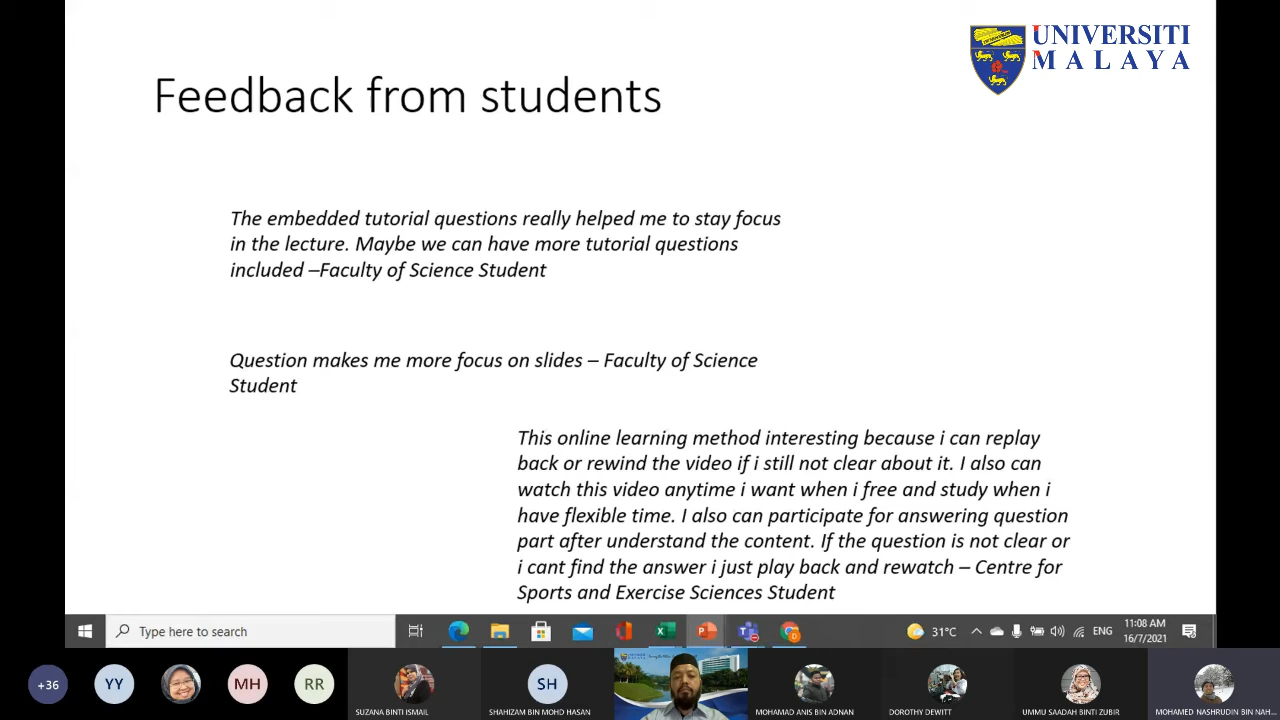 UNIVERSITI
MALAYA
Feedback from students
The embedded tutorial questions really helped me to stay focus
in the lecture. Maybe we can have more tutorial questions
included –Faculty of Science Student
Question makes me more focus on slides – Faculty of Science
Student
This online learning method interesting because i can replay
back or rewind the video if i still not clear about it. I also can
watch this video anytime i want when i free and study when i
have flexible time. I also can participate for answering question
part after understand the content. If the question is not clear or
i cant find the answer i just play back and rewatch – Centre for
Sports and Exercise Sciences Student
Type here to search
31°C
ENG
11:08 AM
16/7/2021
+36
YY
MH
RR
SUZANA BINTI ISMAIL
SH
SHAHIZAM BIN MOHD HASAN
MOHAMAD ANIS BIN ADNAN
DOROTHY DEWITT
UMMU SAADAH BINTI ZUBIR
MOHAMED NASHRUDIN BIN NAH...